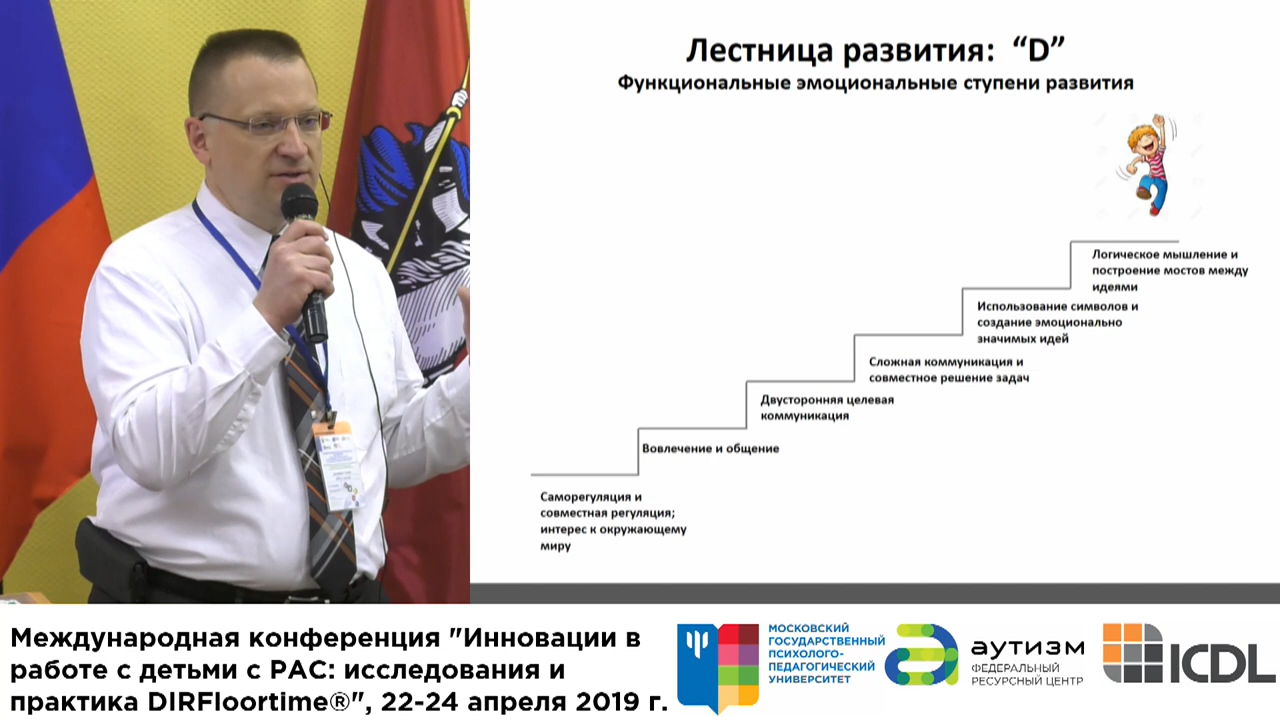 Лестница развития: “D”
Функциональные эмоциональные ступени развития
Логическое мышление и
построение мостов между
идеями
Использование символов и
создание эмоционально
значимых идей
Сложная коммуникация и
совместное решение задач
Двусторонняя целевая
коммуникация
Вовлечение и общение
Саморегуляция и
совместная регуляция;
интерес к окружающему
миру
Международная конференция "Инновации в
работе с детьми с РАС: исследования и
практика DIRFloortime®", 22-24 апреля 2019 г.
МОСКОВСКИЙ
ГОСУДАРСТВЕННЫЙ
ПСИХОЛОГО-
ПЕДАГОГИЧЕСКИЙ
УНИВЕРСИТЕТ
аутизм
ФЕДЕРАЛЬНЫЙ
РЕСУРСНЫЙ ЦЕНТР
ICDL